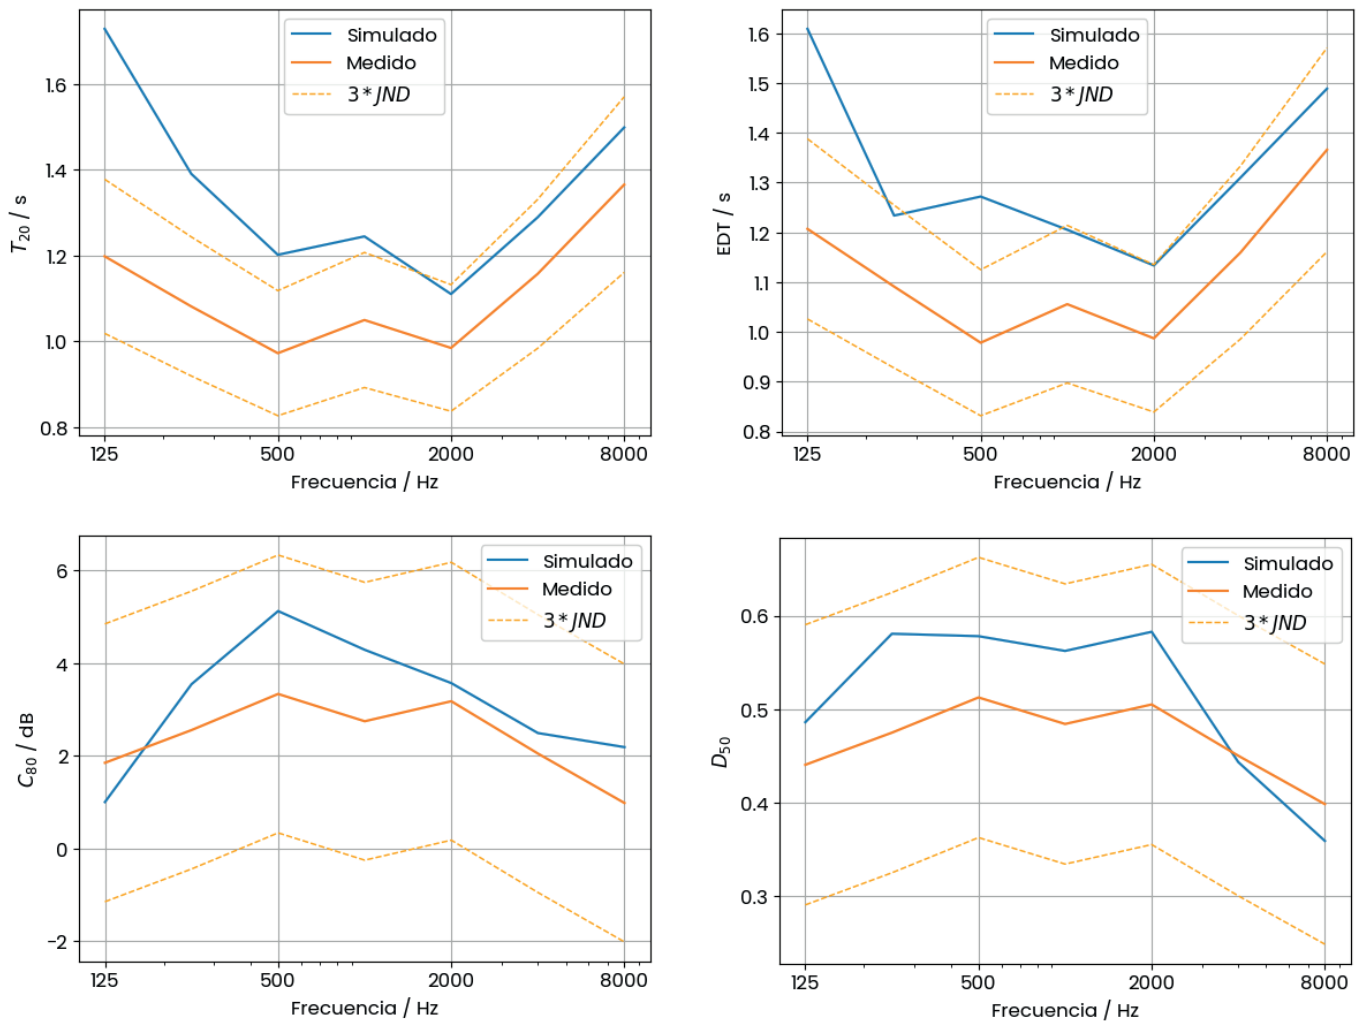 Simulado
Medido
3 * JND
T20 / s
1.6
1.4
1.2
1.0
0.8
125
500
2000
8000
Frecuencia / Hz
Simulado
Medido
3 * JND
EDT / s
1.6
1.5
1.4
1.3
1.2
1.1
1.0
0.9
0.8
125
500
2000
8000
Frecuencia / Hz
Simulado
Medido
3 * JND
C80 / dB
6
4
2
0
−2
125
500
2000
8000
Frecuencia / Hz
Simulado
Medido
3 * JND
D50
0.6
0.5
0.4
0.3
125
500
2000
8000
Frecuencia / Hz